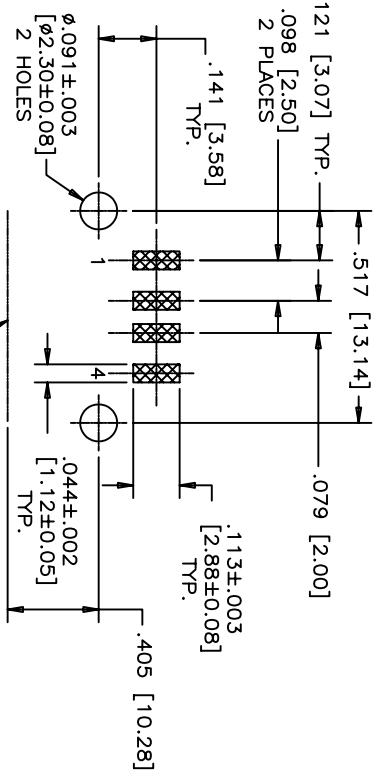 121 [3.07] TYP.
.098 [2.50]
2 PLACES
.517 [13.14]
.079 [2.00]
.141 [3.58]
TYP.
ø.091±.003
[ø2.30±0.08]
2 HOLES
1
4
.113±.003
[2.88±0.08]
TYP.
.044±.002
[1.12±0.05]
TYP.
.405 [10.28]